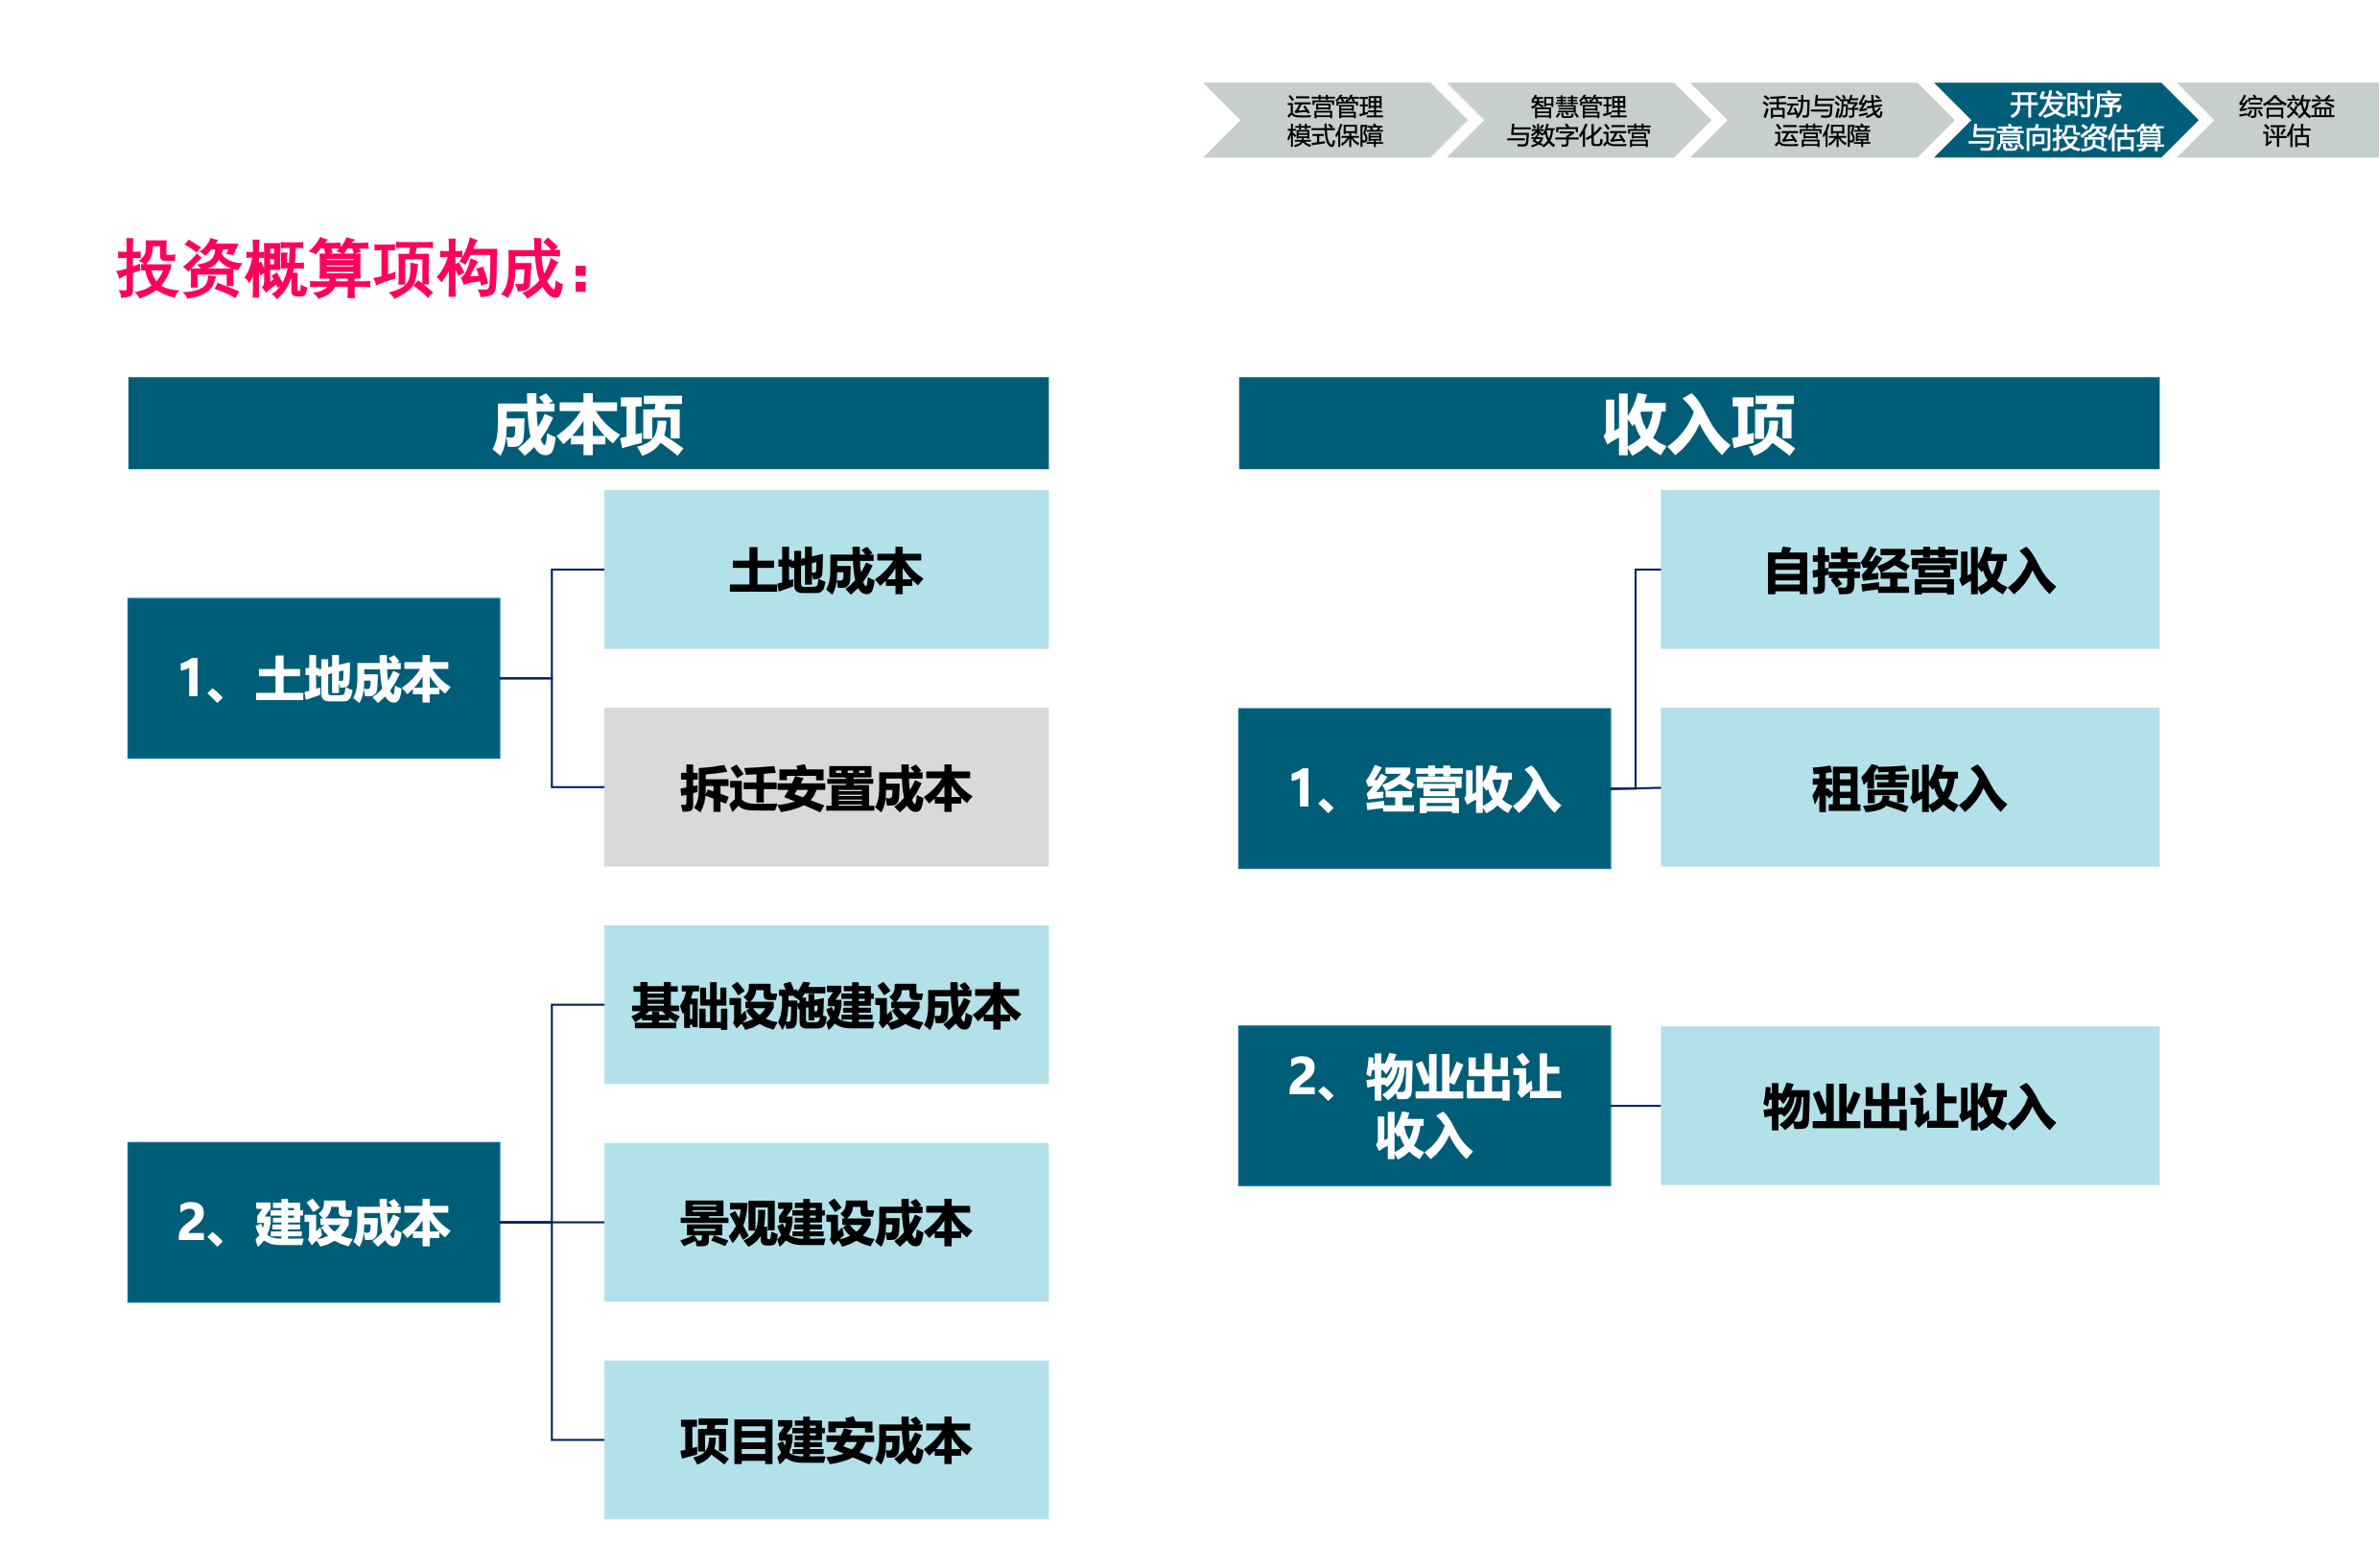 运营管理
模式保障
智慧管理
与数字化运营
活动与游线
运营保障
开发时序
与意向投资估算
综合效益
评估
投资概算项构成：
成本项
1、土地成本
土地成本
拆迁安置成本
2、建设成本
基础设施建设成本
景观建设成本
项目建安成本
收入项
1、经营收入
自持经营收入
租赁收入
2、物业出让
收入
物业出让收入